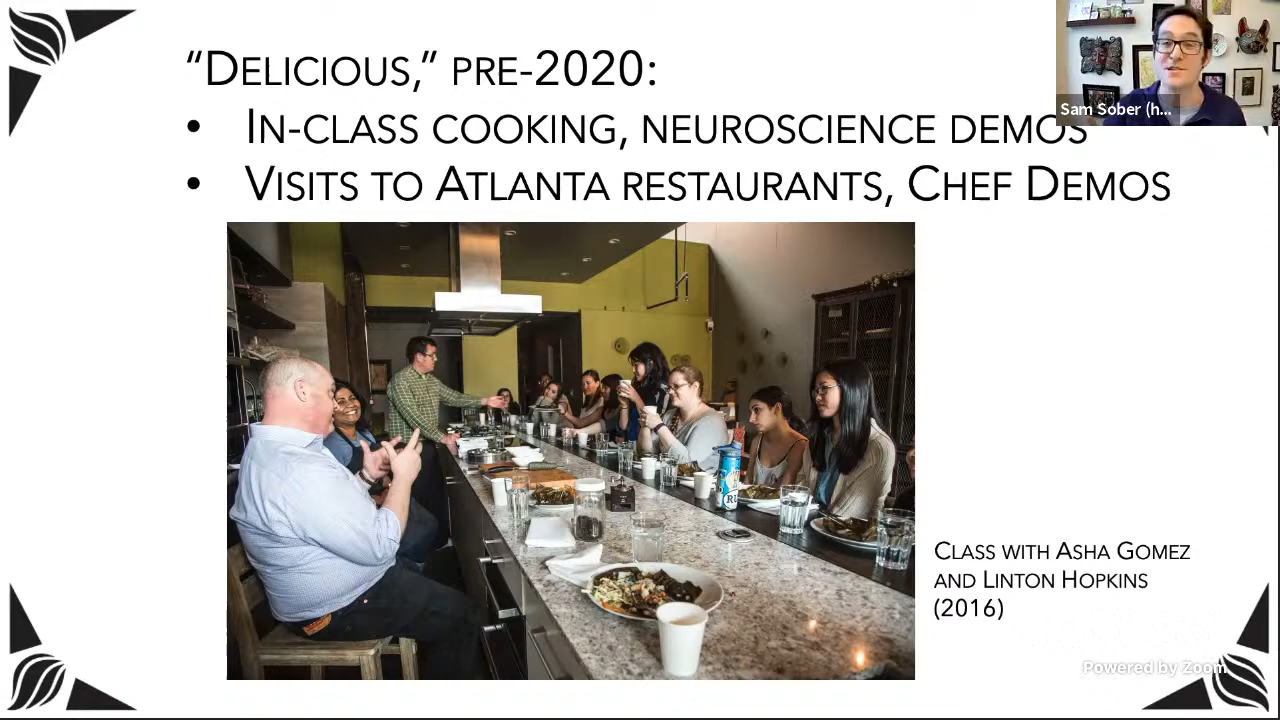 “Delicious,” pre-2020:
• In-class cooking, neuroscience demos
• Visits to Atlanta restaurants, Chef Demos
Sam Sober (h...
Class with Asha Gomez
and Linton Hopkins
(2016)
Powered by Zoom